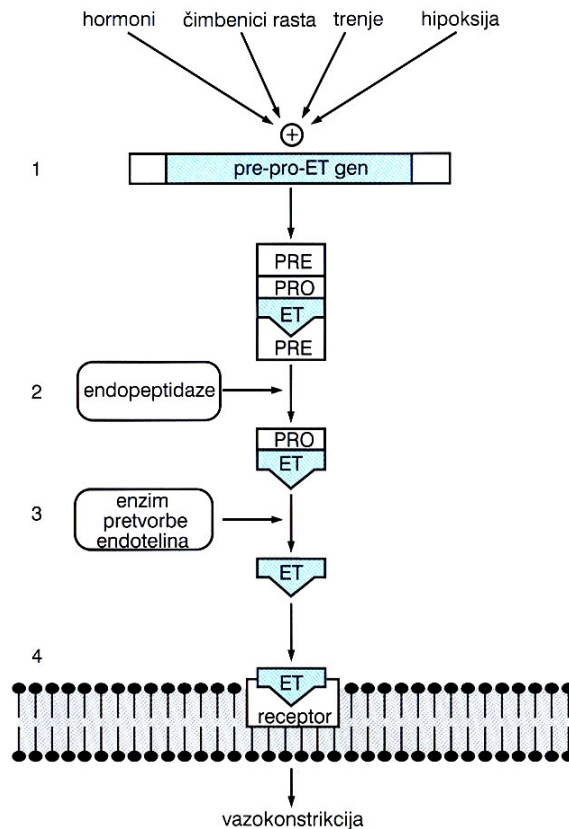 hormoni čimbenici rasta trenje hipoksija
+
1 pre-pro-ET gen
PRE
PRO
ET
PRE
2 endopeptidaze
PRO
ET
3 enzim
pretvorbe
endotelina
ET
4
ET
receptor
vazokonstrikcija